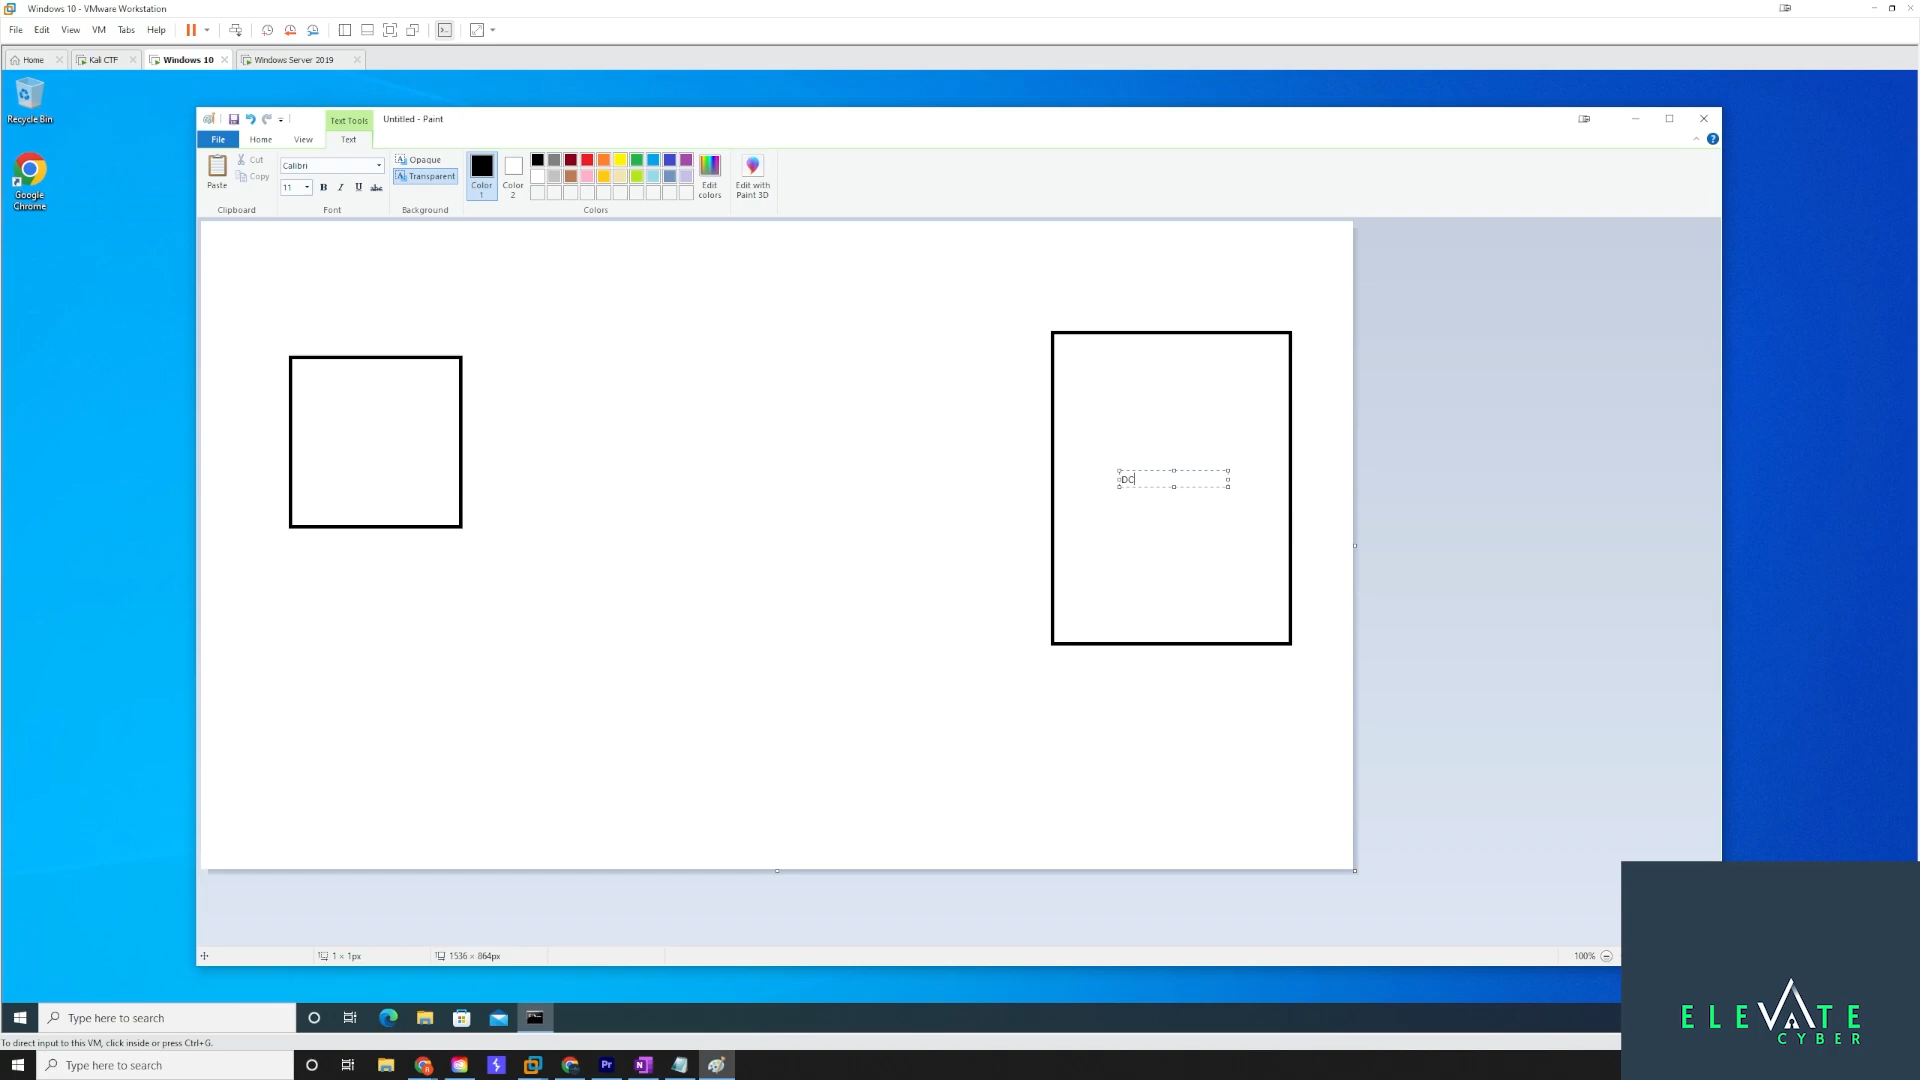 Windows 10 - VMware Workstation
File Edit View VM Tabs Help
Home Kali CTF Windows 10 Windows Server 2019
Recycle Bin
Google
Chrome
Text Tools Untitled - Paint
File Home View Text
Paste
Cut
Copy
Clipboard
Calibri
11 B I U abc
Font
Opaque
Transparent
Background
Color
1
Color
2
Edit
colors
Colors
Edit with
Paint 3D
DC
1 × 1px 1536 × 864px 100%
Type here to search
To direct input to this VM, click inside or press Ctrl+G.
Type here to search
Pr
ELEVATE
CYBER